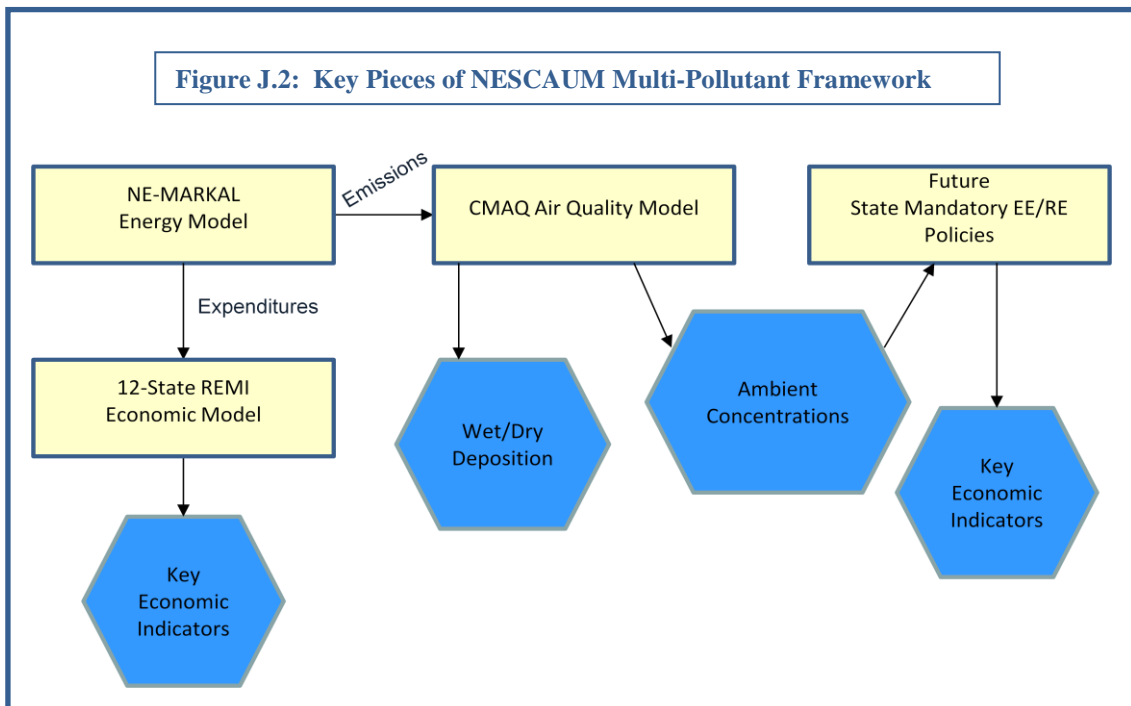 Figure J.2: Key Pieces of NESCAUM Multi-Pollutant Framework
NE-MARKAL
Energy Model
Emissions
CMAQ Air Quality Model
Future
State Mandatory EE/RE
Policies
Expenditures
12-State REMI
Economic Model
Wet/Dry
Deposition
Ambient
Concentrations
Key
Economic
Indicators
Key
Economic
Indicators